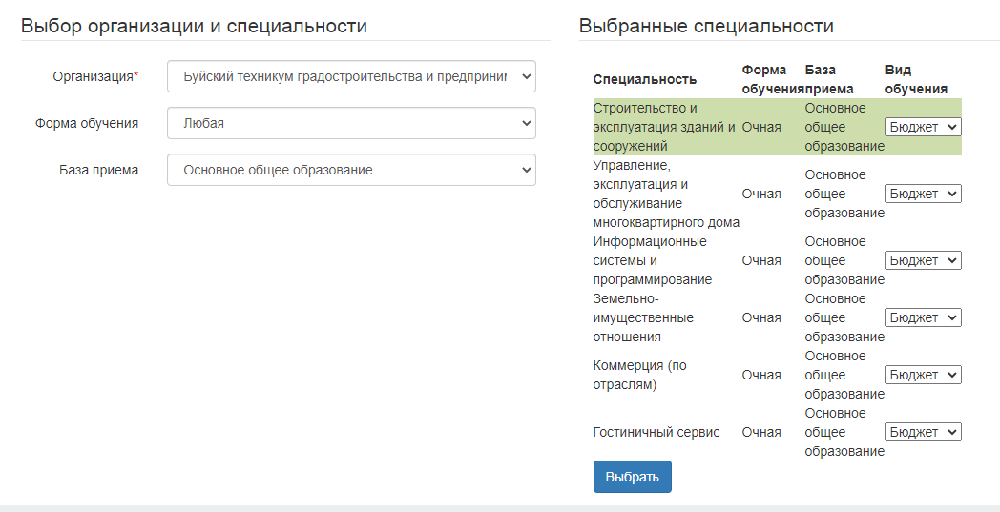 Выбор организации и специальности
Организация*
Буйский техникум градостроительства и предприни
Форма обучения
Любая
База приема
Основное общее образование
Выбранные специальности
Специальность
Форма обучения
База приема
Вид обучения
Строительство и
эксплуатация зданий и
сооружений
Очная
Основное
общее
образование
Бюджет
Управление,
эксплуатация и
обслуживание
многоквартирного дома
Очная
Основное
общее
образование
Бюджет
Информационные
системы и
программирование
Очная
Основное
общее
образование
Бюджет
Земельно-
имущественные
отношения
Очная
Основное
общее
образование
Бюджет
Коммерция (по
отраслям)
Очная
Основное
общее
образование
Бюджет
Гостиничный сервис
Очная
Основное
общее
образование
Бюджет
Выбрать